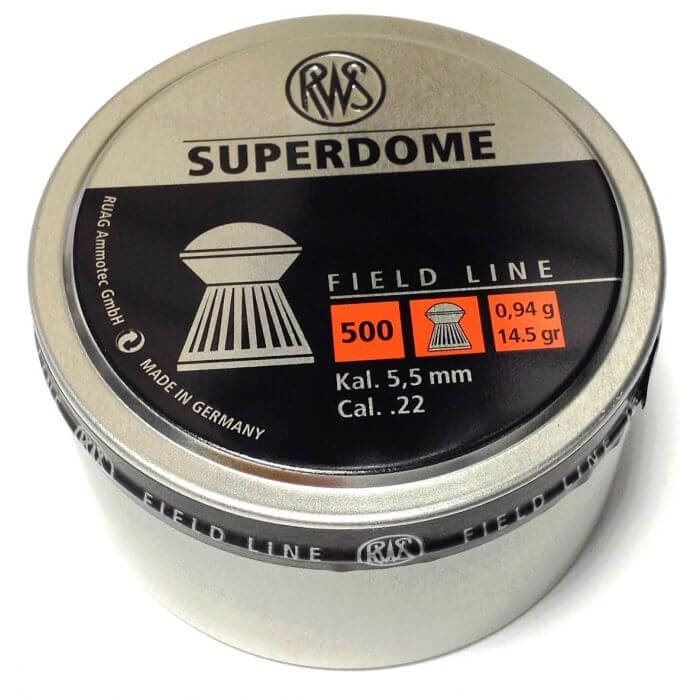 RWS
SUPERDOME
FIELD LINE
500
0,94 g
14.5 gr
Kal. 5,5 mm
Cal. .22
RUAG Ammotec GmbH
MADE IN GERMANY
RWS
FIELD LINE
RWS
FIELD LINE